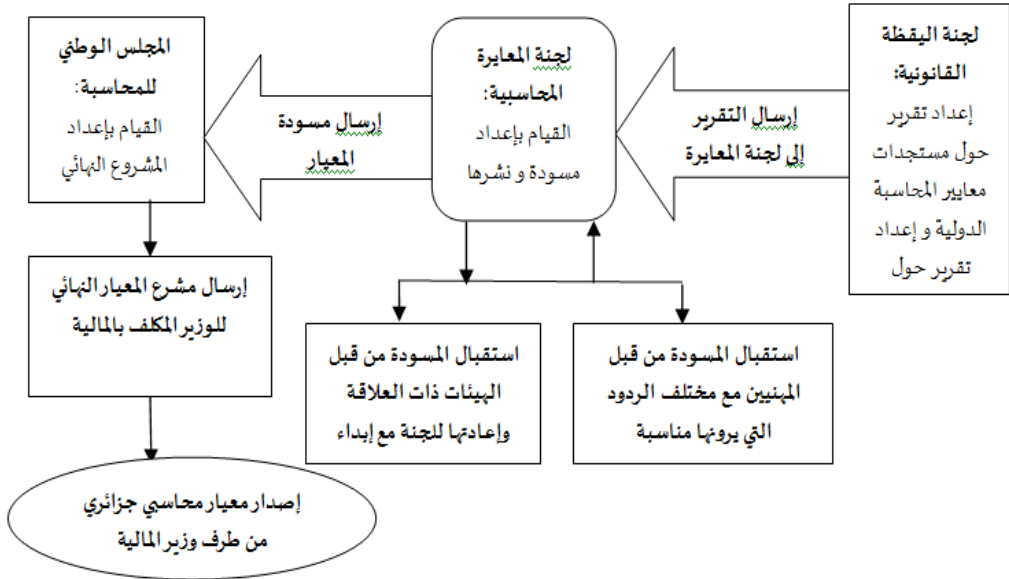 لجنة اليقظة
القانونية:
إعداد تقرير
حول مستجدات
معايير المحاسبة
الدولية و إعداد
تقرير حول
إرسال التقرير
إلى لجنة المعايرة
لجنة المعايرة
المحاسبية:
القيام بإعداد
مسودة و نشرها
إرسال مسودة
المعيار
المجلس الوطني
للمحاسبة:
القيام بإعداد
المشروع النهائي
استقبال المسودة من قبل
المهنيين مع مختلف الردود
التي يرونها مناسبة
استقبال المسودة من قبل
الهيئات ذات العلاقة
وإعادتها للجنة مع إبداء
إرسال مشرع المعيار النهائي
للوزير المكلف بالمالية
إصدار معيار محاسبي جزائري
من طرف وزير المالية